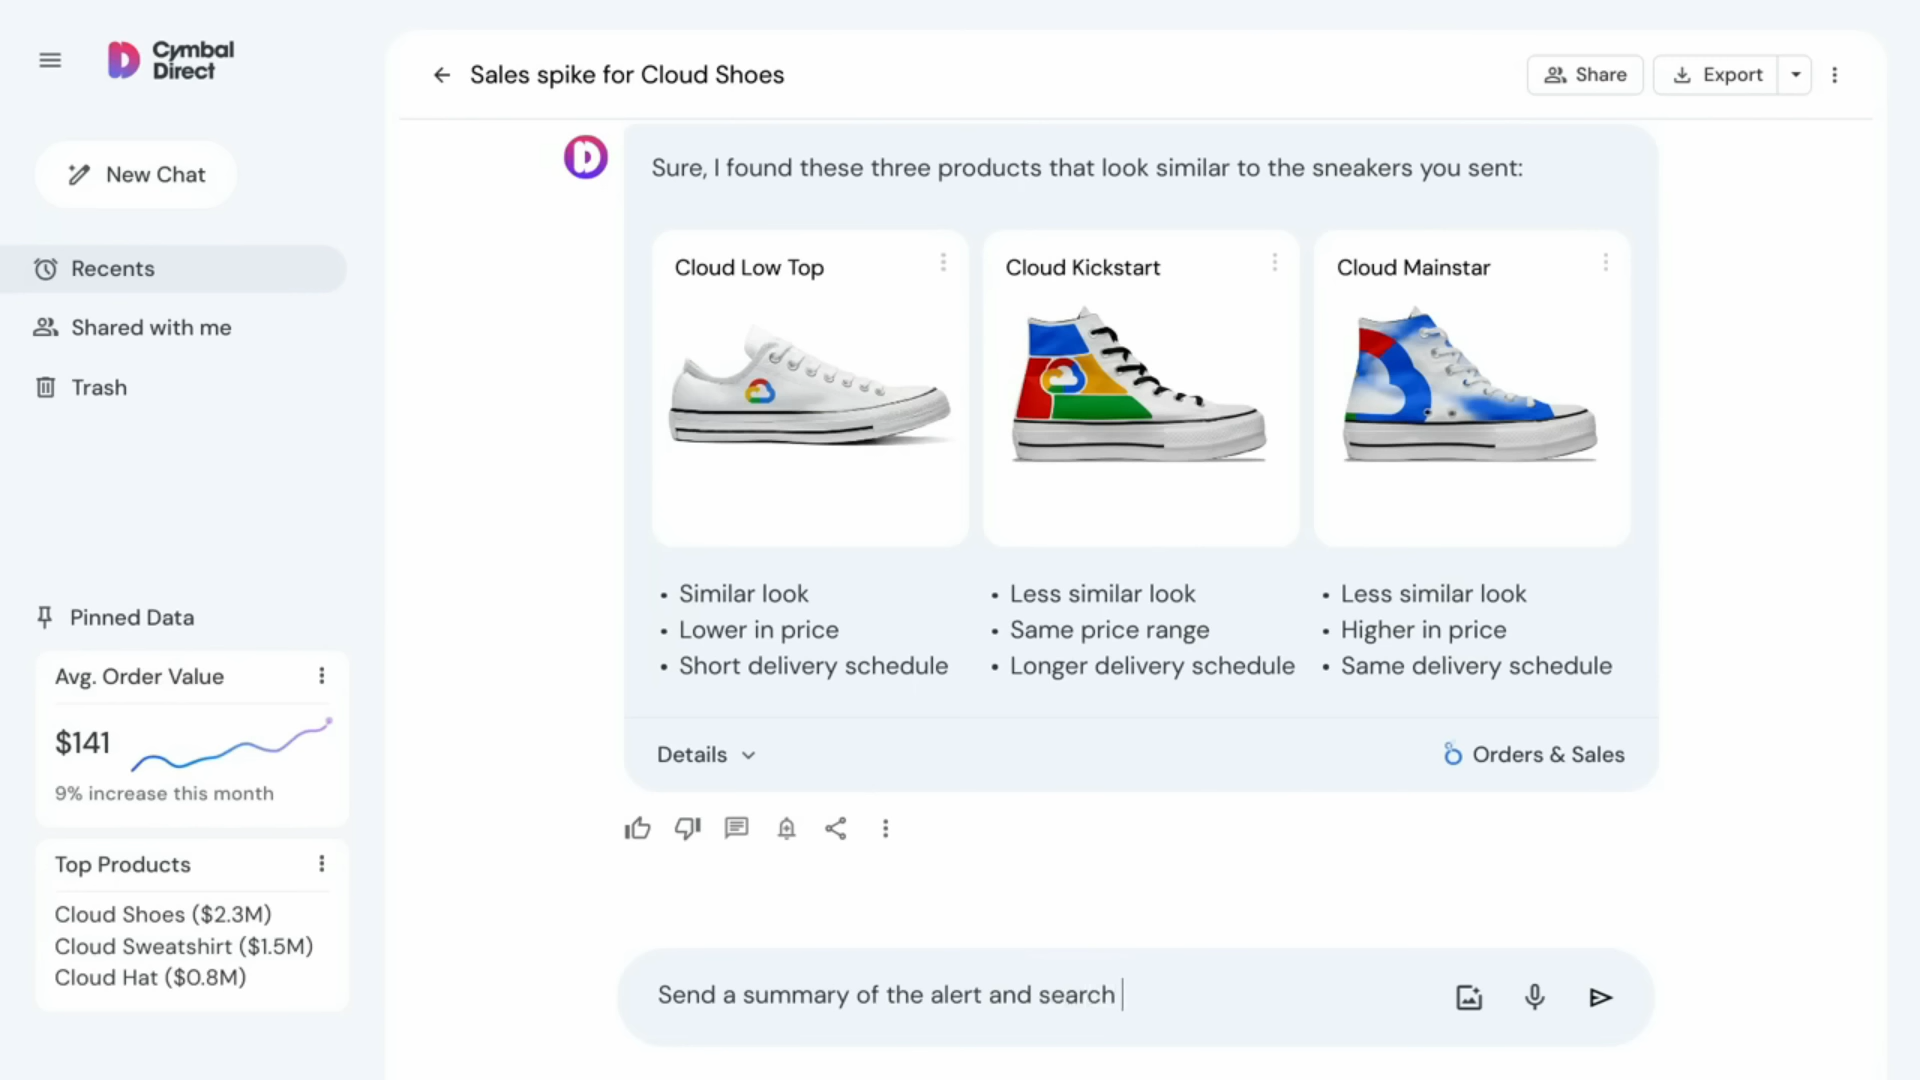 Cymbal
Direct
Sales spike for Cloud Shoes
Share
Export
New Chat
Recents
Shared with me
Trash
Pinned Data
Avg. Order Value
$141
9% increase this month
Top Products
Cloud Shoes ($2.3M)
Cloud Sweatshirt ($1.5M)
Cloud Hat ($0.8M)
Sure, I found these three products that look similar to the sneakers you sent:
Cloud Low Top
• Similar look
• Lower in price
• Short delivery schedule
Cloud Kickstart
• Less similar look
• Same price range
• Longer delivery schedule
Cloud Mainstar
• Less similar look
• Higher in price
• Same delivery schedule
Details
Orders & Sales
Send a summary of the alert and search